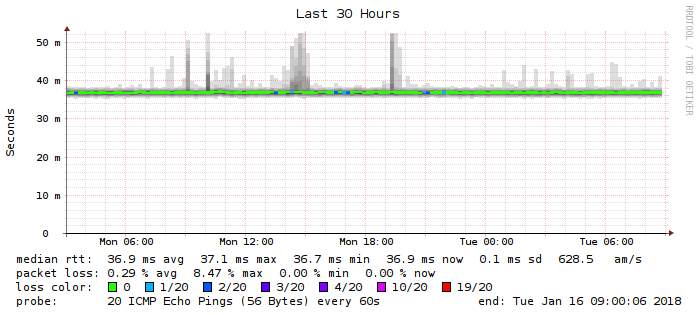 Last 30 Hours
RRDTOOL / TOBI OETIKER
Seconds
50 m
40 m
30 m
20 m
10 m
0
Mon 06:00 Mon 12:00 Mon 18:00 Tue 00:00 Tue 06:00
median rtt: 36.9 ms avg 37.1 ms max 36.7 ms min 36.9 ms now 0.1 ms sd 628.5 am/s
packet loss: 0.29 % avg 8.47 % max 0.00 % min 0.00 % now
loss color: 0 1/20 2/20 3/20 4/20 10/20 19/20
probe: 20 ICMP Echo Pings (56 Bytes) every 60s end: Tue Jan 16 09:00:06 2018